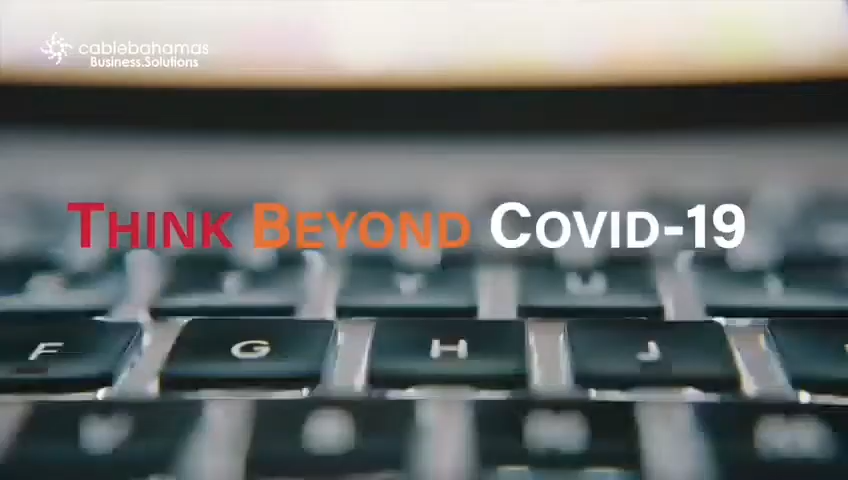 cablebahamas
Business.Solutions
THINK BEYOND COVID-19
F G H J